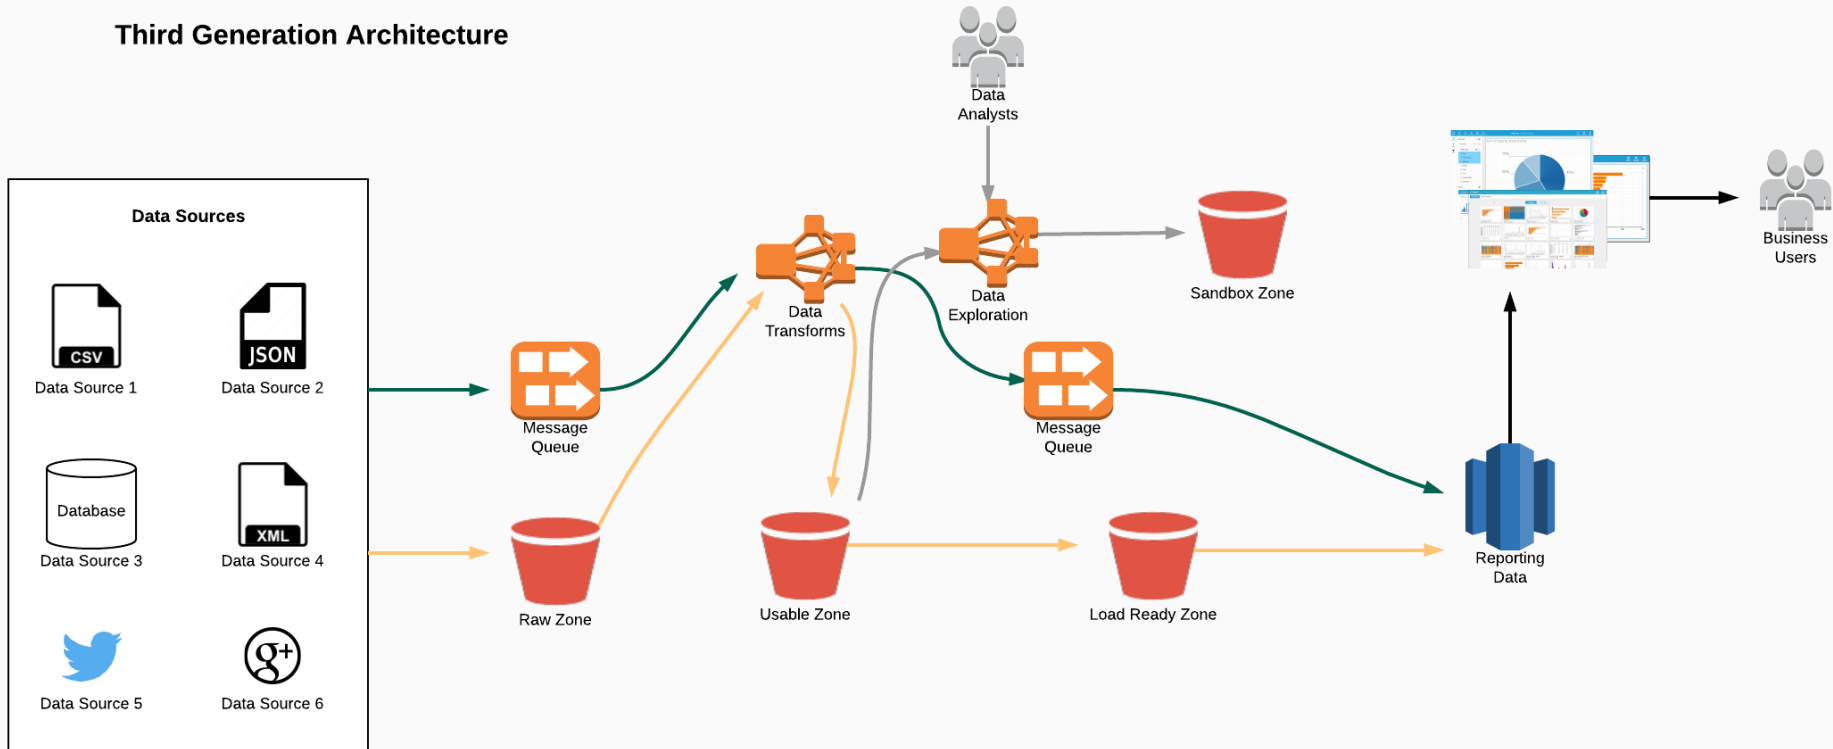 Third Generation Architecture
Data
Analysts
Data Sources
CSV
Data Source 1
JSON
Data Source 2
Database
Data Source 3
XML
Data Source 4
Data Source 5
g+
Data Source 6
Message
Queue
Raw Zone
Data
Transforms
Usable Zone
Data
Exploration
Sandbox Zone
Message
Queue
Load Ready Zone
Reporting
Data
Business
Users